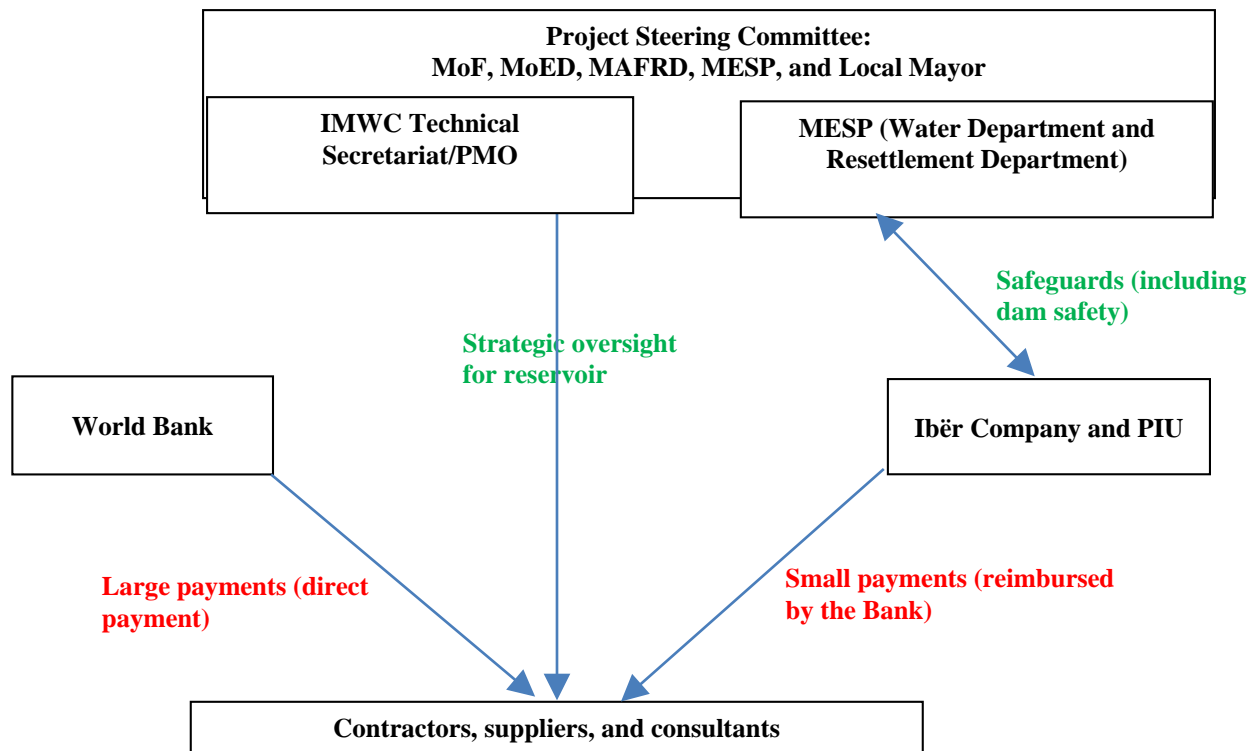 Project Steering Committee:
MoF, MoED, MAFRD, MESP, and Local Mayor
IMWC Technical
Secretariat/PMO
MESP (Water Department and
Resettlement Department)
Safeguards (including
dam safety)
Strategic oversight
for reservoir
World Bank
Ibër Company and PIU
Large payments (direct
payment)
Small payments (reimbursed
by the Bank)
Contractors, suppliers, and consultants